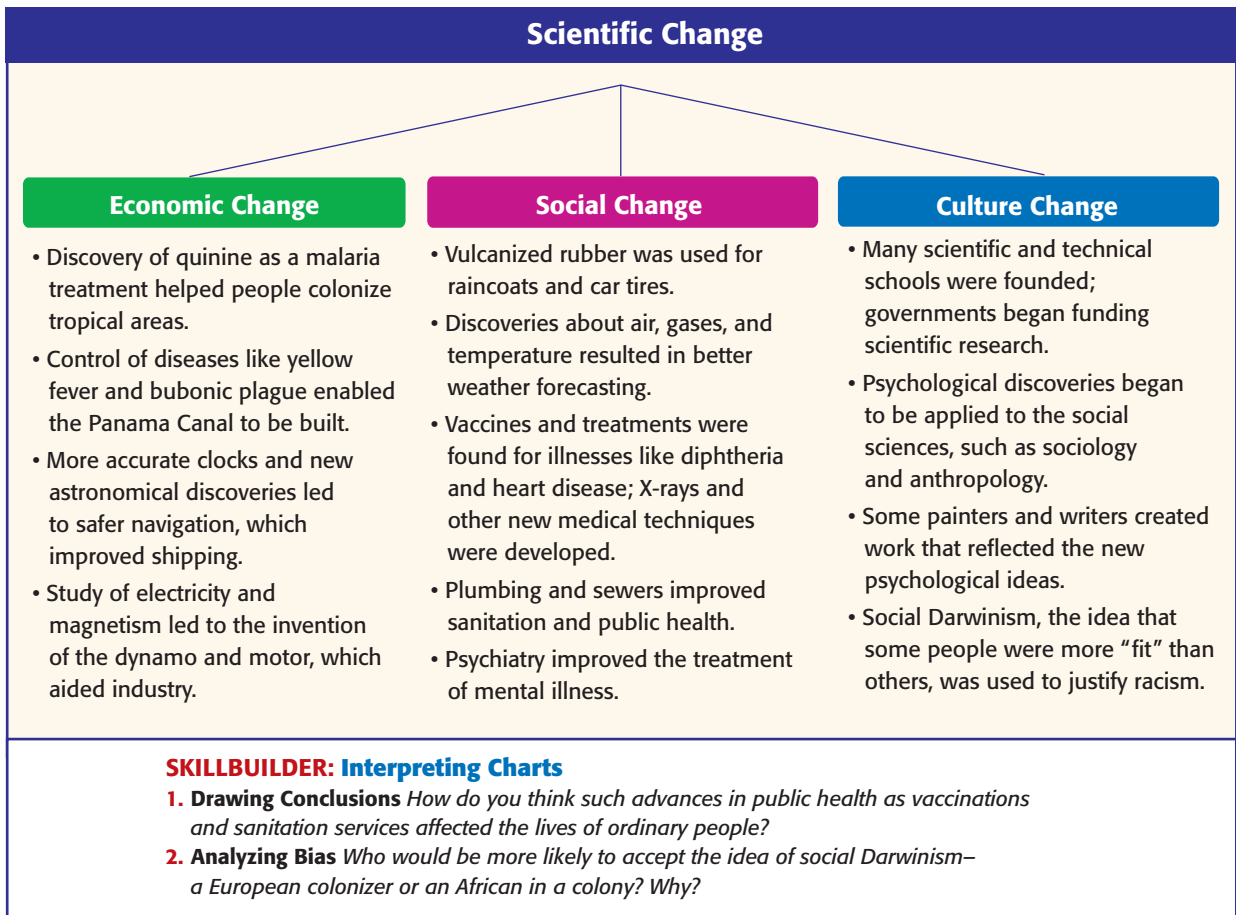 Scientific Change
Economic Change
• Discovery of quinine as a malaria
treatment helped people colonize
tropical areas.
• Control of diseases like yellow
fever and bubonic plague enabled
the Panama Canal to be built.
• More accurate clocks and new
astronomical discoveries led
to safer navigation, which
improved shipping.
• Study of electricity and
magnetism led to the invention
of the dynamo and motor, which
aided industry.
Social Change
• Vulcanized rubber was used for
raincoats and car tires.
• Discoveries about air, gases, and
temperature resulted in better
weather forecasting.
• Vaccines and treatments were
found for illnesses like diphtheria
and heart disease; X-rays and
other new medical techniques
were developed.
• Plumbing and sewers improved
sanitation and public health.
• Psychiatry improved the treatment
of mental illness.
Culture Change
• Many scientific and technical
schools were founded;
governments began funding
scientific research.
• Psychological discoveries began
to be applied to the social
sciences, such as sociology
and anthropology.
• Some painters and writers created
work that reflected the new
psychological ideas.
• Social Darwinism, the idea that
some people were more “fit” than
others, was used to justify racism.
SKILLBUILDER: Interpreting Charts
1. Drawing Conclusions How do you think such advances in public health as vaccinations
and sanitation services affected the lives of ordinary people?
2. Analyzing Bias Who would be more likely to accept the idea of social Darwinism–
a European colonizer or an African in a colony? Why?